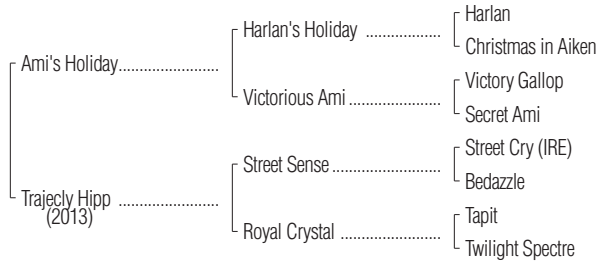 Harlan
Harlan's Holiday ..................
Christmas in Aiken
Ami's Holiday........................
Victory Gallop
Victorious Ami ......................
Secret Ami
Street Cry (IRE)
Street Sense ..........................
Bedazzle
Trajecly Hipp ........................
(2013)
Tapit
Royal Crystal ........................
Twilight Spectre